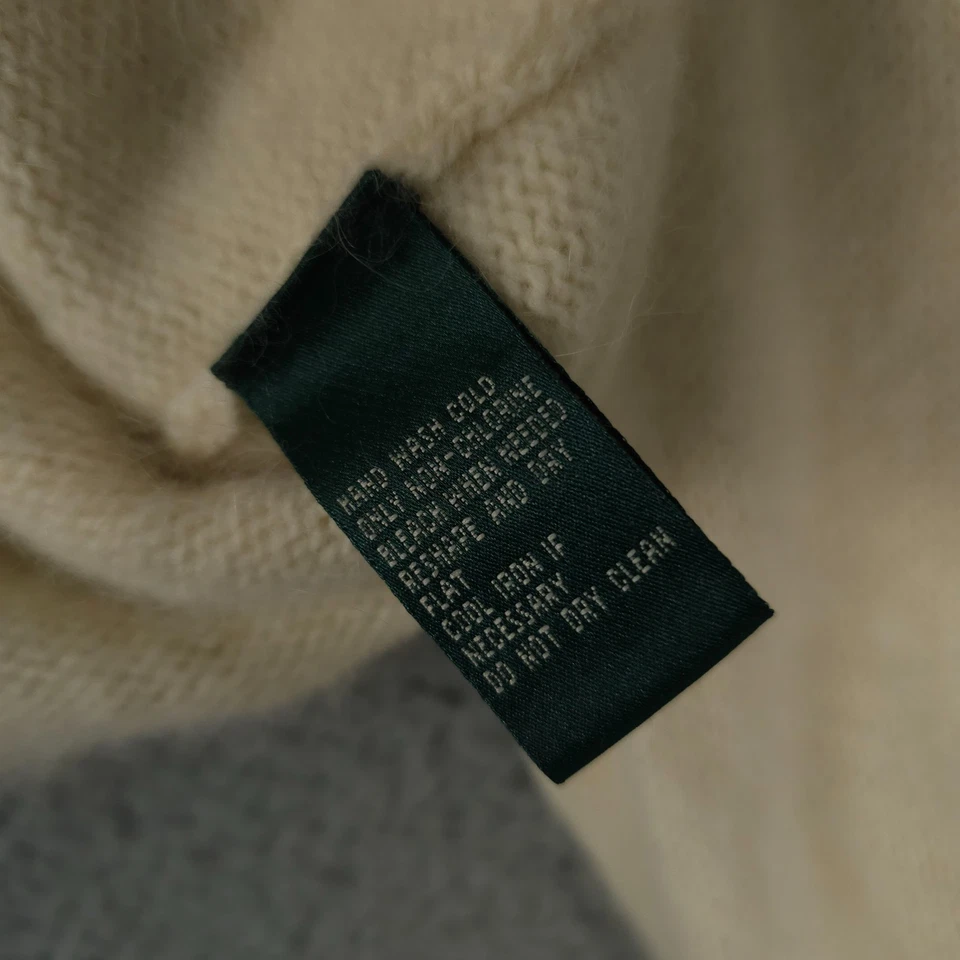 HAND WASH COLD
ONLY NON-CHLORINE
BLEACH WHEN NEEDED
RESHAPE AND DRY
FLAT
COOL IRON IF
NECESSARY
DO NOT DRY CLEAN